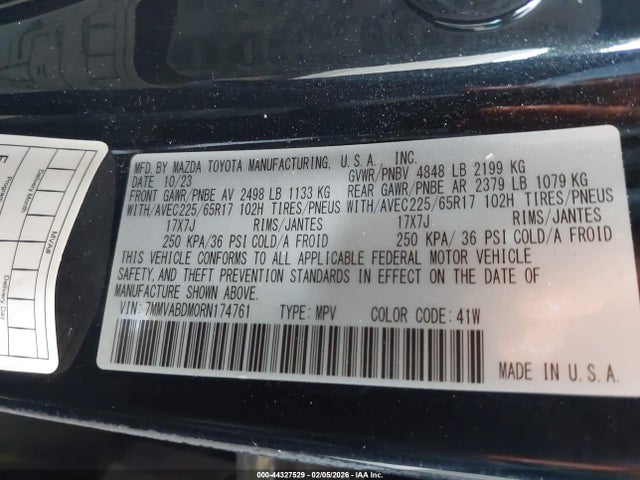 MFD. BY MAZDA TOYOTA MANUFACTURING, U.S.A., INC.
DATE 10/23 GVWR/PNBV 4848 LB 2199 KG
FRONT GAWR/PNBE AV 2498 LB 1133 KG REAR GAWR/PNBE AR 2379 LB 1079 KG
WITH/AVEC225/65R17 102H TIRES/PNEUS WITH/AVEC225/65R17 102H TIRES/PNEUS
17X7J RIMS/JANTES 17X7J RIMS/JANTES
250 KPA/ 36 PSI COLD/A FROID 250 KPA/ 36 PSI COLD/A FROID
THIS VEHICLE CONFORMS TO ALL APPLICABLE FEDERAL MOTOR VEHICLE
SAFETY, AND THEFT PREVENTION STANDARDS IN EFFECT ON THE DATE OF
MANUFACTURE SHOWN ABOVE.
VIN: 7MMVABDM0RN174761 TYPE: MPV COLOR CODE: 41W
MADE IN U.S.A.
Delivery Month
MVAB
Delivery Day
000-44327529 - 02/05/2026 - IAA